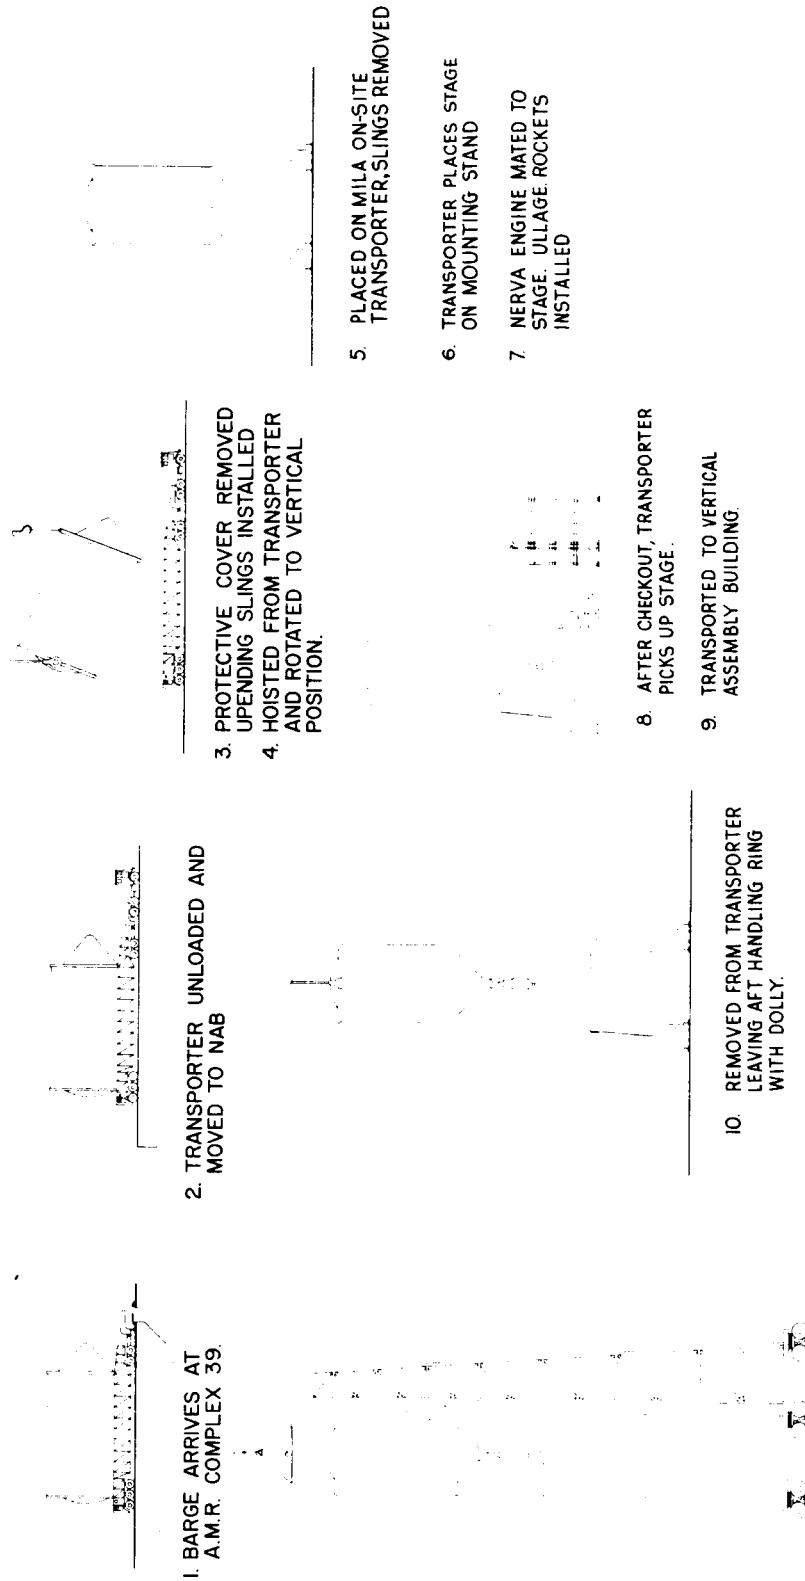 1. BARGE ARRIVES AT
A.M.R. COMPLEX 39.
2. TRANSPORTER UNLOADED AND
MOVED TO NAB
3
3. PROTECTIVE COVER REMOVED
UPENDING SLINGS INSTALLED
4. HOISTED FROM TRANSPORTER
AND ROTATED TO VERTICAL
POSITION.
5. PLACED ON MILA ON-SITE
TRANSPORTER, SLINGS REMOVED
6. TRANSPORTER PLACES STAGE
ON MOUNTING STAND
7. NERVA ENGINE MATED TO
STAGE. ULLAGE ROCKETS
INSTALLED
8. AFTER CHECKOUT, TRANSPORTER
PICKS UP STAGE.
9. TRANSPORTED TO VERTICAL
ASSEMBLY BUILDING.
10. REMOVED FROM TRANSPORTER
LEAVING AFT HANDLING RING
WITH DOLLY.